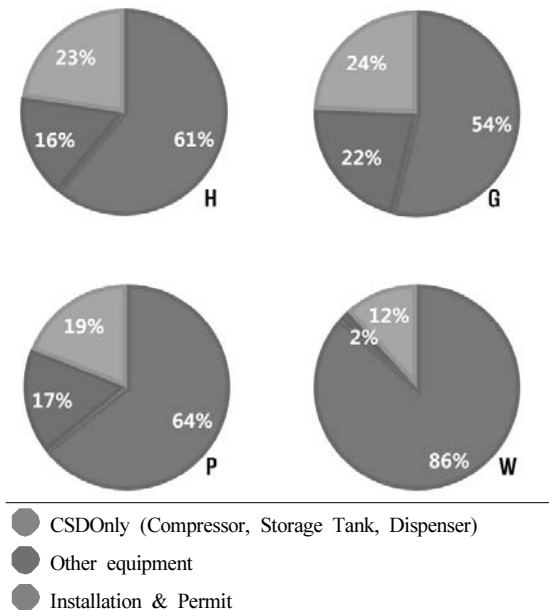 23%
16%
61%
H
24%
22%
54%
G
19%
17%
64%
P
12%
2%
86%
W
CSDOnly (Compressor, Storage Tank, Dispenser)
Other equipment
Installation & Permit